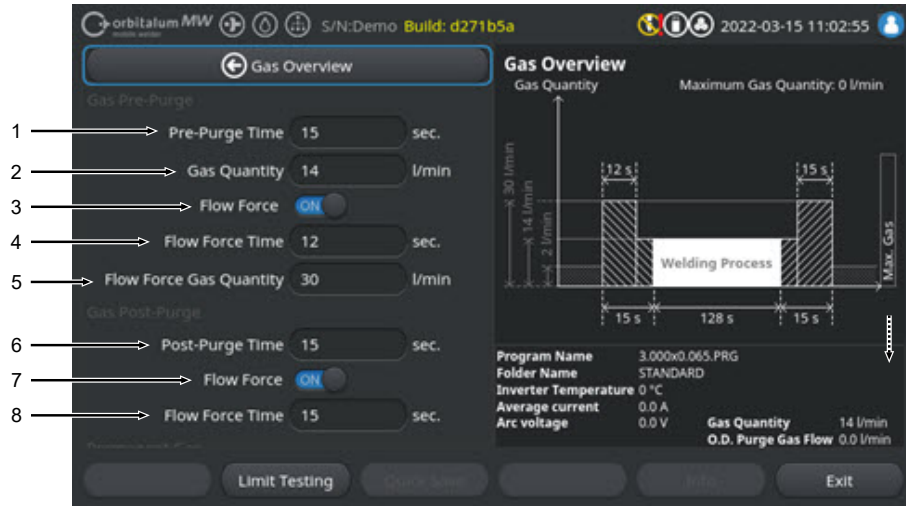 orbitalum MW S/N:Demo Build: d271b5a 2022-03-15 11:02:55
mobile welder
Gas Overview
Gas Pre-Purge
1 Pre-Purge Time 15 sec.
2 Gas Quantity 14 l/min
3 Flow Force ON
4 Flow Force Time 12 sec.
5 Flow Force Gas Quantity 30 l/min
Gas Post-Purge
6 Post-Purge Time 15 sec.
7 Flow Force ON
8 Flow Force Time 15 sec.
Permanent Gas
Gas Overview
Gas Quantity Maximum Gas Quantity: 0 l/min
12 s 15 s
30 l/min
14 l/min
2 l/min
Welding Process
Max. Gas
15 s 128 s 15 s
Program Name 3.000x0.065.PRG
Folder Name STANDARD
Inverter Temperature 0 °C
Average current 0.0 A
Arc voltage 0.0 V Gas Quantity 14 l/min
O.D. Purge Gas Flow 0.0 l/min
Limit Testing Quick Save Info Exit